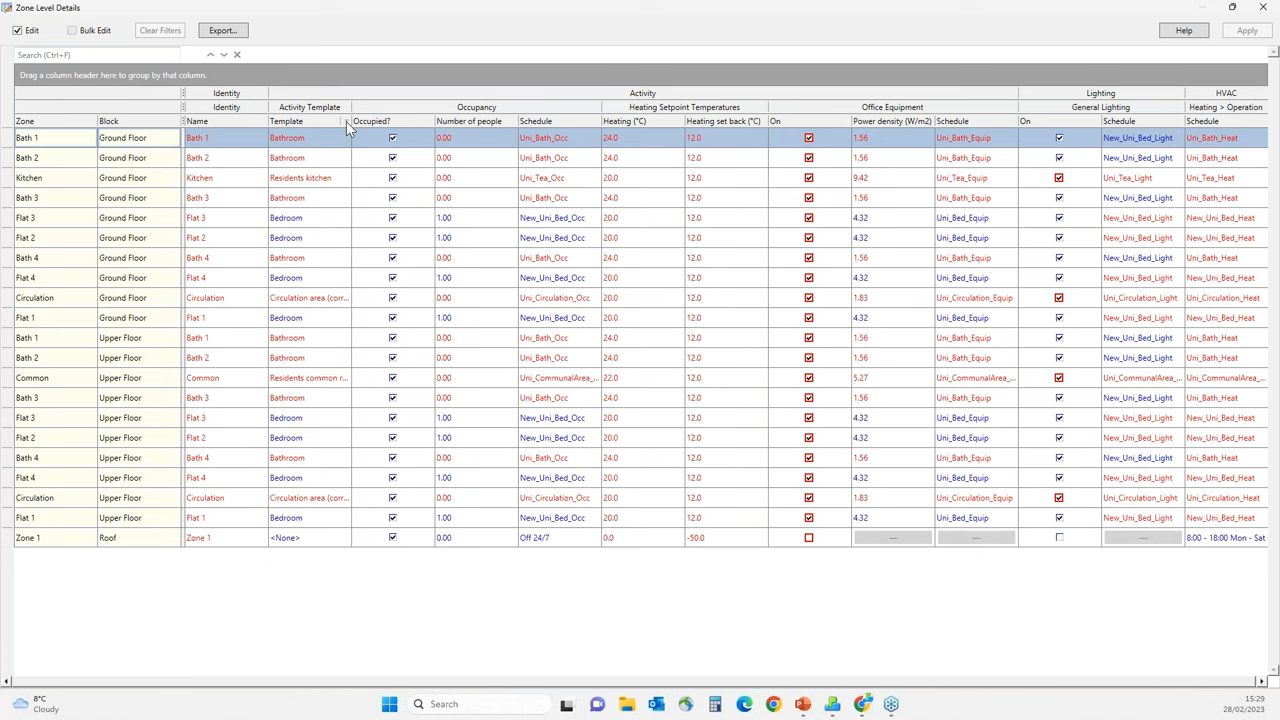 Zone Level Details
Edit Bulk Edit Clear Filters Export... Help Apply
Search (Ctrl+F)
Drag a column header here to group by that column.
Identity Activity Lighting HVAC
Identity Activity Template Occupancy Heating Setpoint Temperatures Office Equipment General Lighting Heating > Operation
Zone Block Name Template Occupied? Number of people Schedule Heating (°C) Heating set back (°C) On Power density (W/m2) Schedule On Schedule Schedule
Bath 1 Ground Floor Bath 1 Bathroom 0.00 Uni_Bath_Occ 24.0 12.0 1.56 Uni_Bath_Equip New_Uni_Bed_Light Uni_Bath_Heat
Bath 2 Ground Floor Bath 2 Bathroom 0.00 Uni_Bath_Occ 24.0 12.0 1.56 Uni_Bath_Equip New_Uni_Bed_Light Uni_Bath_Heat
Kitchen Ground Floor Kitchen Residents kitchen 0.00 Uni_Tea_Occ 20.0 12.0 9.42 Uni_Tea_Equip Uni_Tea_Light Uni_Tea_Heat
Bath 3 Ground Floor Bath 3 Bathroom 0.00 Uni_Bath_Occ 24.0 12.0 1.56 Uni_Bath_Equip New_Uni_Bed_Light Uni_Bath_Heat
Flat 3 Ground Floor Flat 3 Bedroom 1.00 New_Uni_Bed_Occ 20.0 12.0 4.32 Uni_Bed_Equip New_Uni_Bed_Light New_Uni_Bed_Heat
Flat 2 Ground Floor Flat 2 Bedroom 1.00 New_Uni_Bed_Occ 20.0 12.0 4.32 Uni_Bed_Equip New_Uni_Bed_Light New_Uni_Bed_Heat
Bath 4 Ground Floor Bath 4 Bathroom 0.00 Uni_Bath_Occ 24.0 12.0 1.56 Uni_Bath_Equip New_Uni_Bed_Light Uni_Bath_Heat
Flat 4 Ground Floor Flat 4 Bedroom 1.00 New_Uni_Bed_Occ 20.0 12.0 4.32 Uni_Bed_Equip New_Uni_Bed_Light New_Uni_Bed_Heat
Circulation Ground Floor Circulation Circulation area (corr... 0.00 Uni_Circulation_Occ 20.0 12.0 1.83 Uni_Circulation_Equip Uni_Circulation_Light Uni_Circulation_Heat
Flat 1 Ground Floor Flat 1 Bedroom 1.00 New_Uni_Bed_Occ 20.0 12.0 4.32 Uni_Bed_Equip New_Uni_Bed_Light New_Uni_Bed_Heat
Bath 1 Upper Floor Bath 1 Bathroom 0.00 Uni_Bath_Occ 24.0 12.0 1.56 Uni_Bath_Equip New_Uni_Bed_Light Uni_Bath_Heat
Bath 2 Upper Floor Bath 2 Bathroom 0.00 Uni_Bath_Occ 24.0 12.0 1.56 Uni_Bath_Equip New_Uni_Bed_Light Uni_Bath_Heat
Common Upper Floor Common Residents common r... 0.00 Uni_CommunalArea_... 22.0 12.0 5.27 Uni_CommunalArea_... Uni_CommunalArea_... Uni_CommunalArea_...
Bath 3 Upper Floor Bath 3 Bathroom 0.00 Uni_Bath_Occ 24.0 12.0 1.56 Uni_Bath_Equip New_Uni_Bed_Light Uni_Bath_Heat
Flat 3 Upper Floor Flat 3 Bedroom 1.00 New_Uni_Bed_Occ 20.0 12.0 4.32 Uni_Bed_Equip New_Uni_Bed_Light New_Uni_Bed_Heat
Flat 2 Upper Floor Flat 2 Bedroom 1.00 New_Uni_Bed_Occ 20.0 12.0 4.32 Uni_Bed_Equip New_Uni_Bed_Light New_Uni_Bed_Heat
Bath 4 Upper Floor Bath 4 Bathroom 0.00 Uni_Bath_Occ 24.0 12.0 1.56 Uni_Bath_Equip New_Uni_Bed_Light Uni_Bath_Heat
Flat 4 Upper Floor Flat 4 Bedroom 1.00 New_Uni_Bed_Occ 20.0 12.0 4.32 Uni_Bed_Equip New_Uni_Bed_Light New_Uni_Bed_Heat
Circulation Upper Floor Circulation Circulation area (corr... 0.00 Uni_Circulation_Occ 20.0 12.0 1.83 Uni_Circulation_Equip Uni_Circulation_Light Uni_Circulation_Heat
Flat 1 Upper Floor Flat 1 Bedroom 1.00 New_Uni_Bed_Occ 20.0 12.0 4.32 Uni_Bed_Equip New_Uni_Bed_Light New_Uni_Bed_Heat
Zone 1 Roof Zone 1 <None> 0.00 Off 24/7 0.0 -50.0 — — — 8:00 - 18:00 Mon - Sat
8°C
Cloudy
Search
15:29
28/02/2023